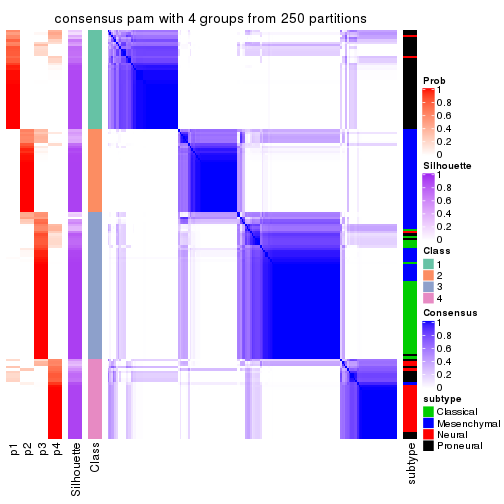 consensus pam with 4 groups from 250 partitions
Prob
1
0.8
0.6
0.4
0.2
0
Silhouette
1
0.8
0.6
0.4
0.2
0
Class
1
2
3
4
Consensus
1
0.8
0.6
0.4
0.2
0
subtype
Classical
Mesenchymal
Neural
Proneural
p1
p2
p3
p4
Silhouette
Class
subtype